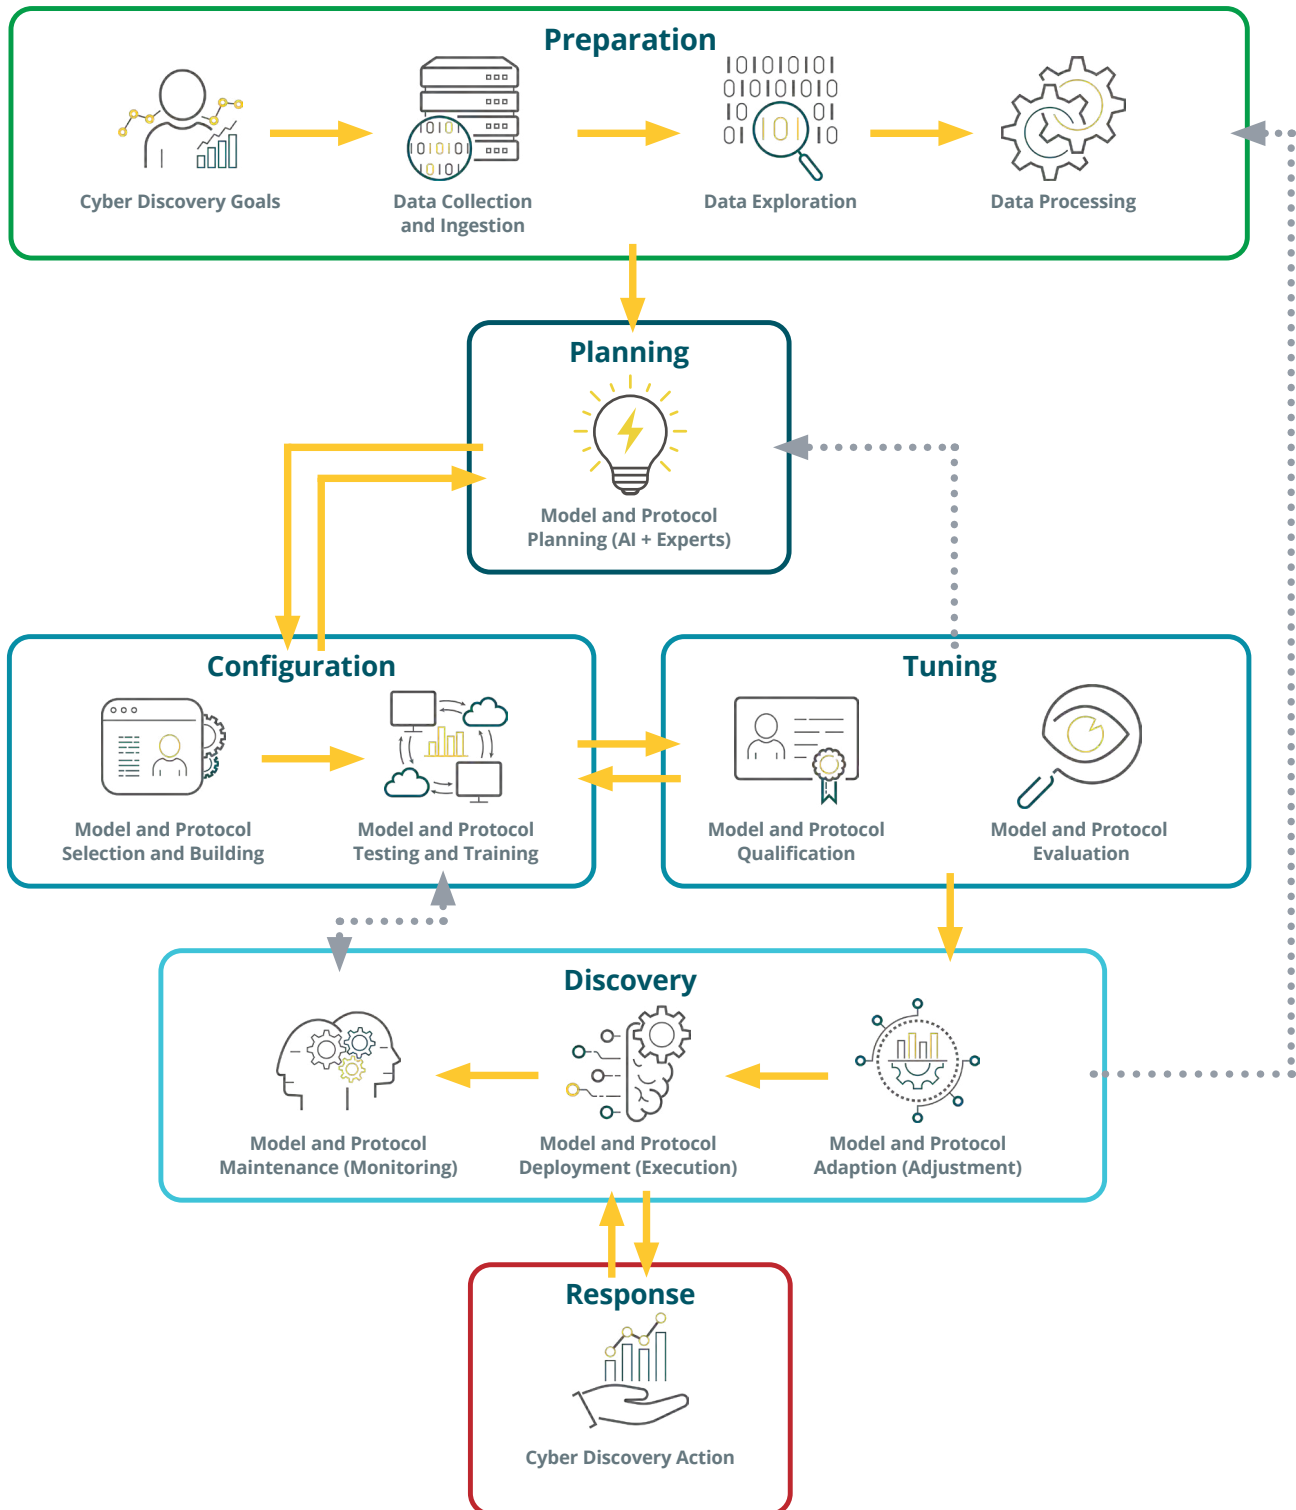 Preparation
Cyber Discovery Goals
Data Collection
and Ingestion
Data Exploration
Data Processing
Planning
Model and Protocol
Planning (AI + Experts)
Configuration
Model and Protocol
Selection and Building
Model and Protocol
Testing and Training
Tuning
Model and Protocol
Qualification
Model and Protocol
Evaluation
Discovery
Model and Protocol
Maintenance (Monitoring)
Model and Protocol
Deployment (Execution)
Model and Protocol
Adaption (Adjustment)
Response
Cyber Discovery Action